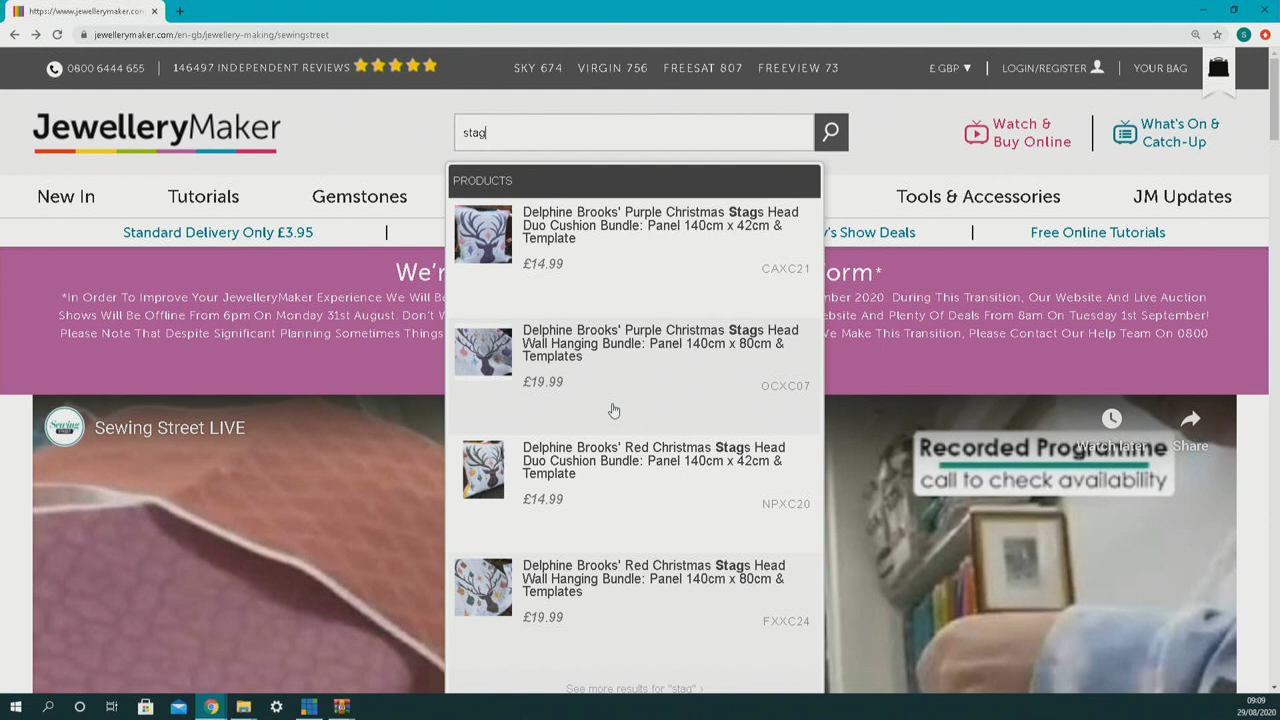 https://www.jewellerymaker.com
jewellerymaker.com/en-gb/jewellery-making/sewingstreet
S
0800 6444 655
146497 INDEPENDENT REVIEWS
SKY 674 VIRGIN 756 FREESAT 807 FREEVIEW 73
£ GBP ▼
LOGIN/REGISTER
YOUR BAG
JewelleryMaker
stag
Watch &
Buy Online
What's On &
Catch-Up
New In
Tutorials
Gemstones
Tools & Accessories
JM Updates
Standard Delivery Only £3.95
y's Show Deals
Free Online Tutorials
PRODUCTS
Delphine Brooks' Purple Christmas Stags Head
Duo Cushion Bundle: Panel 140cm x 42cm &
Template
£14.99
CAXC21
Delphine Brooks' Purple Christmas Stags Head
Wall Hanging Bundle: Panel 140cm x 80cm &
Templates
£19.99
OCXC07
Delphine Brooks' Red Christmas Stags Head
Duo Cushion Bundle: Panel 140cm x 42cm &
Template
£14.99
NPXC20
Delphine Brooks' Red Christmas Stags Head
Wall Hanging Bundle: Panel 140cm x 80cm &
Templates
£19.99
FXXC24
See more results for "stag" ›
We'r
orm*
*In Order To Improve Your JewelleryMaker Experience We Will Be
mber 2020. During This Transition, Our Website And Live Auction
Shows Will Be Offline From 6pm On Monday 31st August. Don't W
ebsite And Plenty Of Deals From 8am On Tuesday 1st September!
Please Note That Despite Significant Planning Sometimes Things
We Make This Transition, Please Contact Our Help Team On 0800
Sewing Street
Sewing Street LIVE
Watch later
Share
Recorded Programme
call to check availability
09:09
29/08/2020